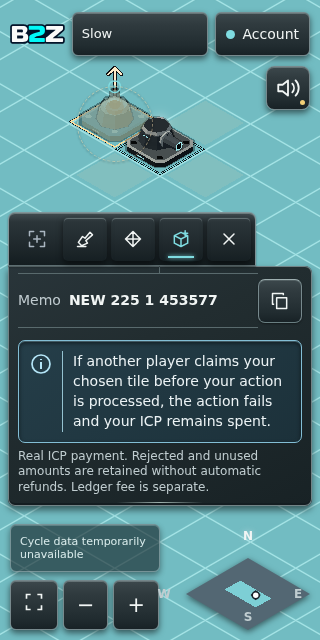 B2Z
Slow
Account
Memo NEW 225 1 453577
If another player claims your
chosen tile before your action
is processed, the action fails
and your ICP remains spent.
Real ICP payment. Rejected and unused
amounts are retained without automatic
refunds. Ledger fee is separate.
Cycle data temporarily
unavailable
N
W
E
S